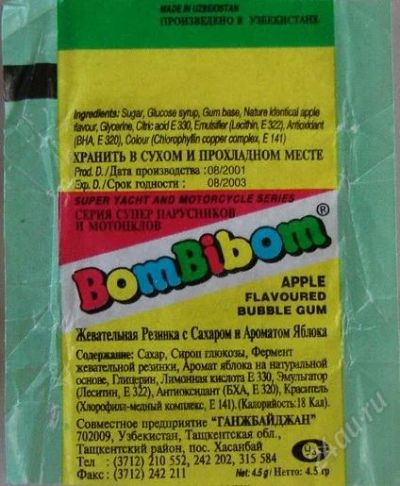 MADE IN UZBEKISTAN
ПРОИЗВЕДЕНО В УЗБЕКИСТАНЕ
Ingredients: Sugar, Glucose syrup, Gum base, Nature identical apple
flavour, Glycerine, Citric acid E 330, Emulsifier (Lecithin, E 322), Antioxidant
(BHA, E 320), Colour (Chlorophyllin copper complex, E 141)
ХРАНИТЬ В СУХОМ И ПРОХЛАДНОМ МЕСТЕ
Prod. D./Дата производства :08/2001
Exp. D./Срок годности : 08/2003
SUPER YACHT AND MOTORCYCLE SERIES
СЕРИЯ СУПЕР ПАРУСНИКОВ
И МОТОЦКЛОВ
BomBibom®
APPLE
FLAVOURED
BUBBLE GUM
Жевательная Резинка с Сахаром и Ароматом Яблока
Содержание: Сахар, Сироп глюкозы, Фермент
жевательной резинки, Аромат яблока на натуральной
основе, Глицерин, Лимонная кислота Е 330, Эмульгатор
(Леситин, Е 322), Антиоксидант (БХА, Е 320), Краситель
(Хлорофилл-медный комплекс, Е 141). (Калорийность:18 Кал).
Совместное предприятие "ГАНЖБАЙДЖАН"
702009, Узбекистан, Ташкентская обл.,
Ташкентский район, пос. Хасанбай
Тел : (3712) 210 552, 242 202, 315 584
Факс : (3712) 242 211
Net: 4.5 g/ Нетто: 4.5 гр